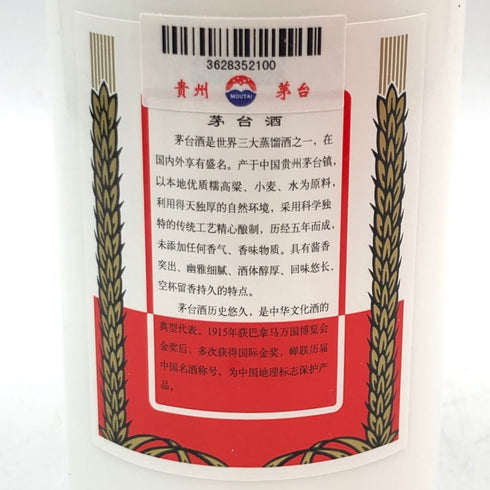 3628352100
贵州 MOUTAI 茅台
茅台酒
茅台酒是世界三大蒸馏酒之一，在
国内外享有盛名。产于中国贵州茅台镇，
以本地优质糯高粱、小麦、水为原料，
利用得天独厚的自然环境，采用科学独
特的传统工艺精心酿制，历经五年而成，
未添加任何香气、香味物质。具有酱香
突出、幽雅细腻、酒体醇厚、回味悠长、
空杯留香持久的特点。
茅台酒历史悠久，是中华文化酒的
典型代表。1915年获巴拿马万国博览会
金奖后，多次获得国际金奖，蝉联历届
中国名酒称号，为中国地理标志保护产
品。